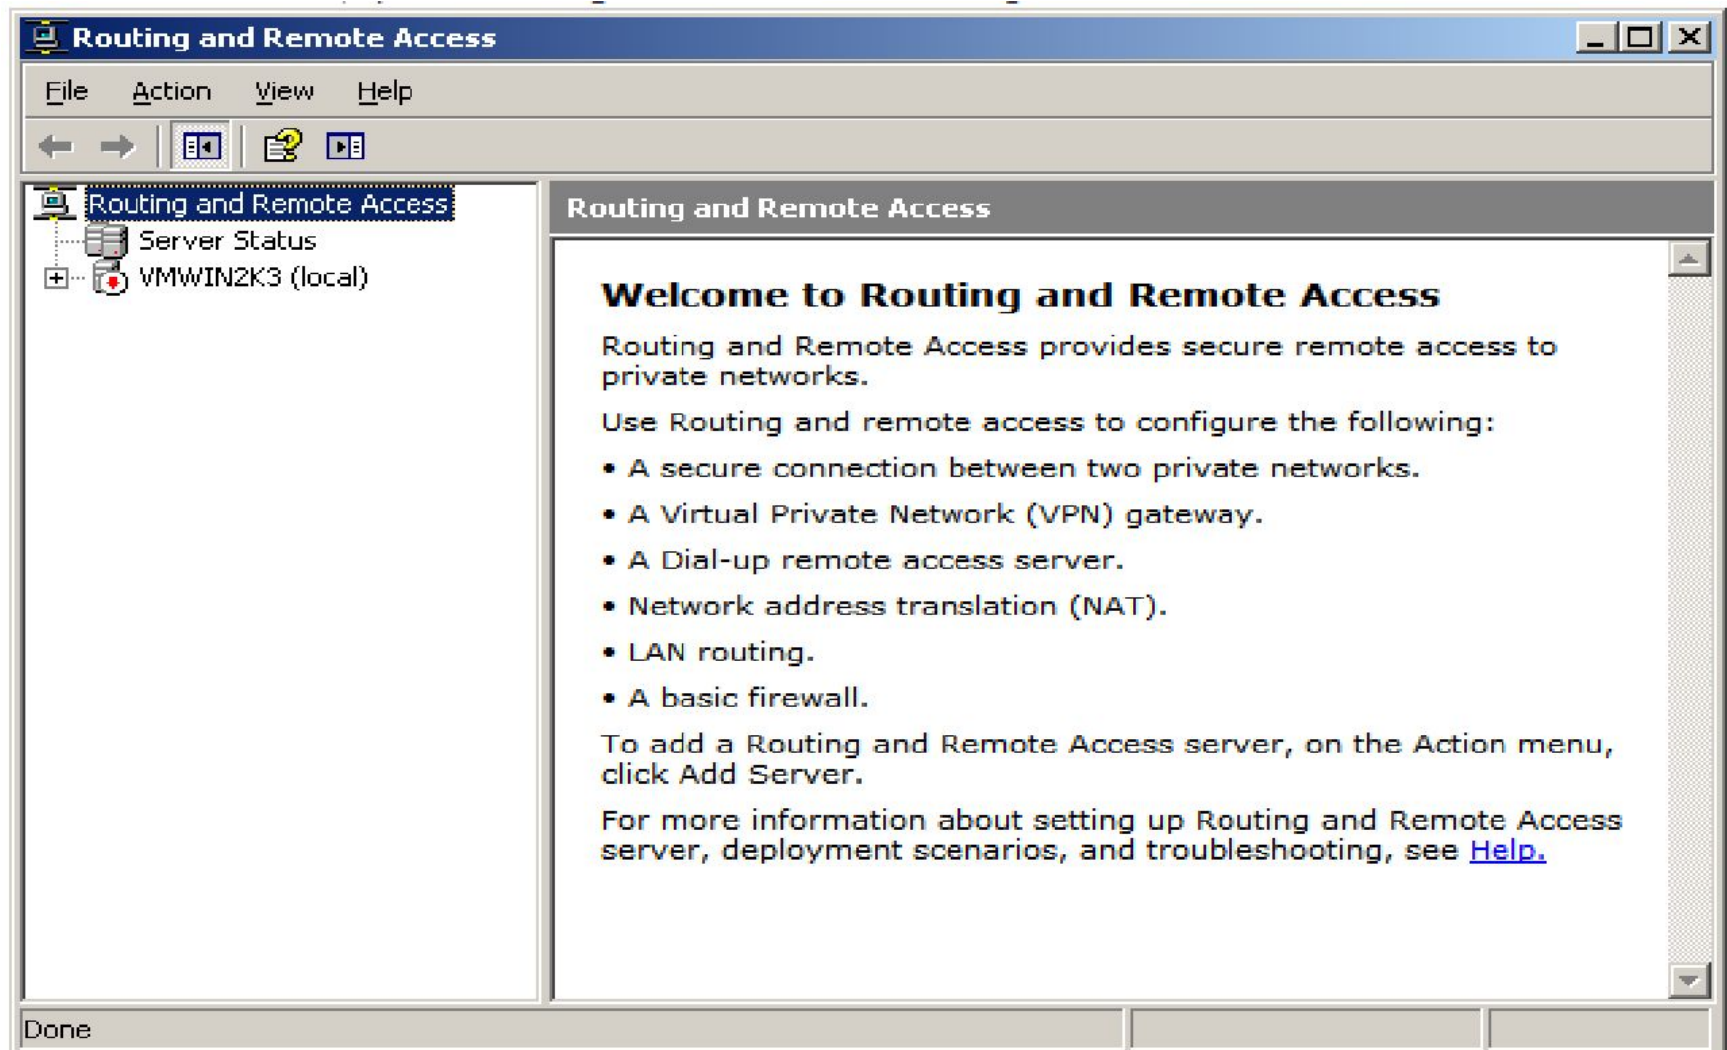 Routing and Remote Access
File Action View Help
Routing and Remote Access
Server Status
VMWIN2K3 (local)
Routing and Remote Access
Welcome to Routing and Remote Access
Routing and Remote Access provides secure remote access to
private networks.
Use Routing and remote access to configure the following:
• A secure connection between two private networks.
• A Virtual Private Network (VPN) gateway.
• A Dial-up remote access server.
• Network address translation (NAT).
• LAN routing.
• A basic firewall.
To add a Routing and Remote Access server, on the Action menu,
click Add Server.
For more information about setting up Routing and Remote Access
server, deployment scenarios, and troubleshooting, see Help.
Done